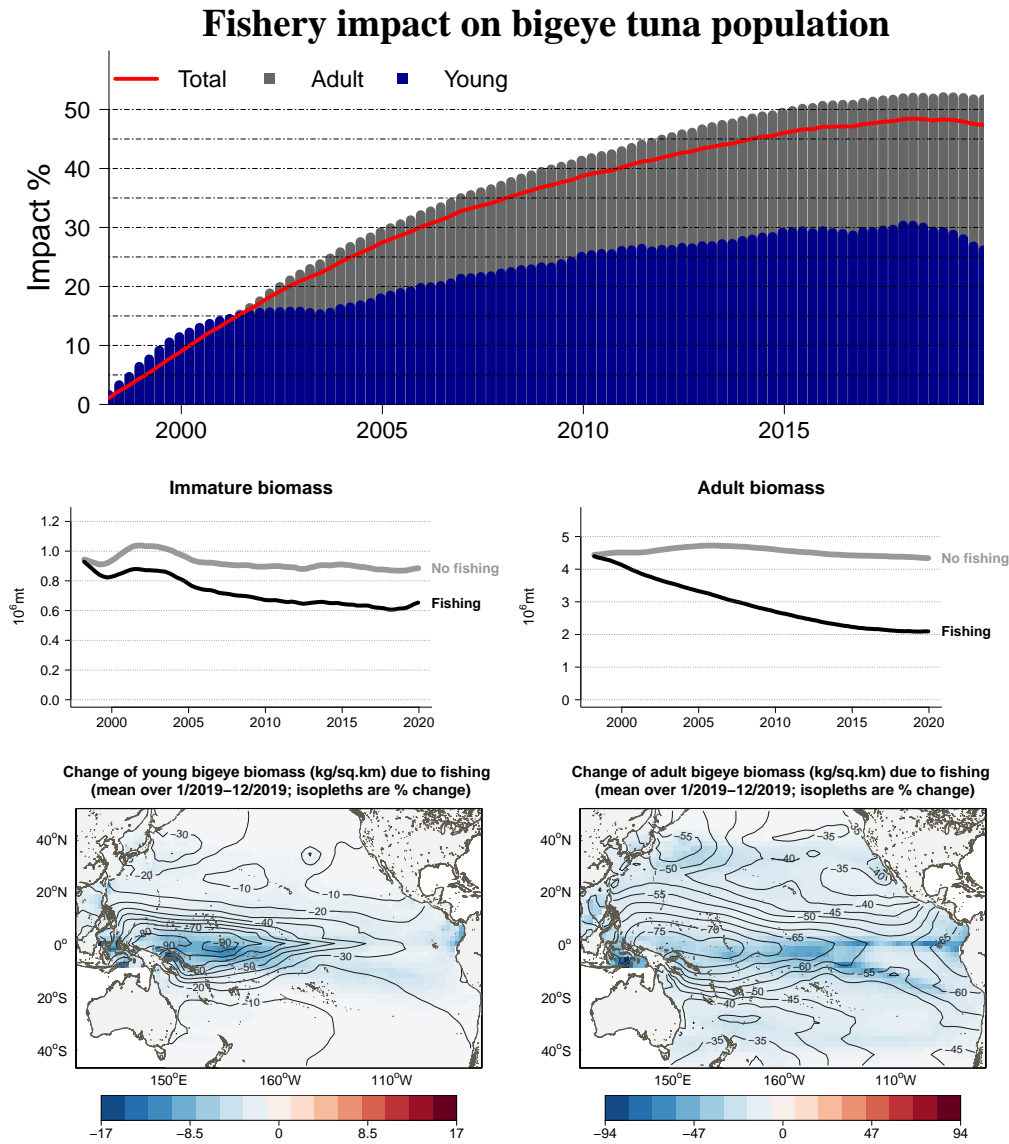 Fishery impact on bigeye tuna population
Total Adult Young
Impact %
50
40
30
20
10
0
2000 2005 2010 2015
Immature biomass
10⁶mt
1.2
1.0
0.8
0.6
0.4
0.2
0.0
No fishing
Fishing
2000 2005 2010 2015 2020
Adult biomass
10⁶mt
5
4
3
2
1
0
No fishing
Fishing
2000 2005 2010 2015 2020
Change of young bigeye biomass (kg/sq.km) due to fishing
(mean over 1/2019−12/2019; isopleths are % change)
40°N
20°N
0°
20°S
40°S
−30
−20
−10
−10
−20
−40
−70
−80
−90
−90
−30
−50
−60
−20
−10
150°E 160°W 110°W
−17 −8.5 0 8.5 17
Change of adult bigeye biomass (kg/sq.km) due to fishing
(mean over 1/2019−12/2019; isopleths are % change)
40°N
20°N
0°
20°S
40°S
−55
−35
−35
−40
−50
−35
−40
−55
−50
−45
−75
−70
−65
−65
−60
−55
−60
−50
−45
−40
−35
−35
−35
−45
150°E 160°W 110°W
−94 −47 0 47 94